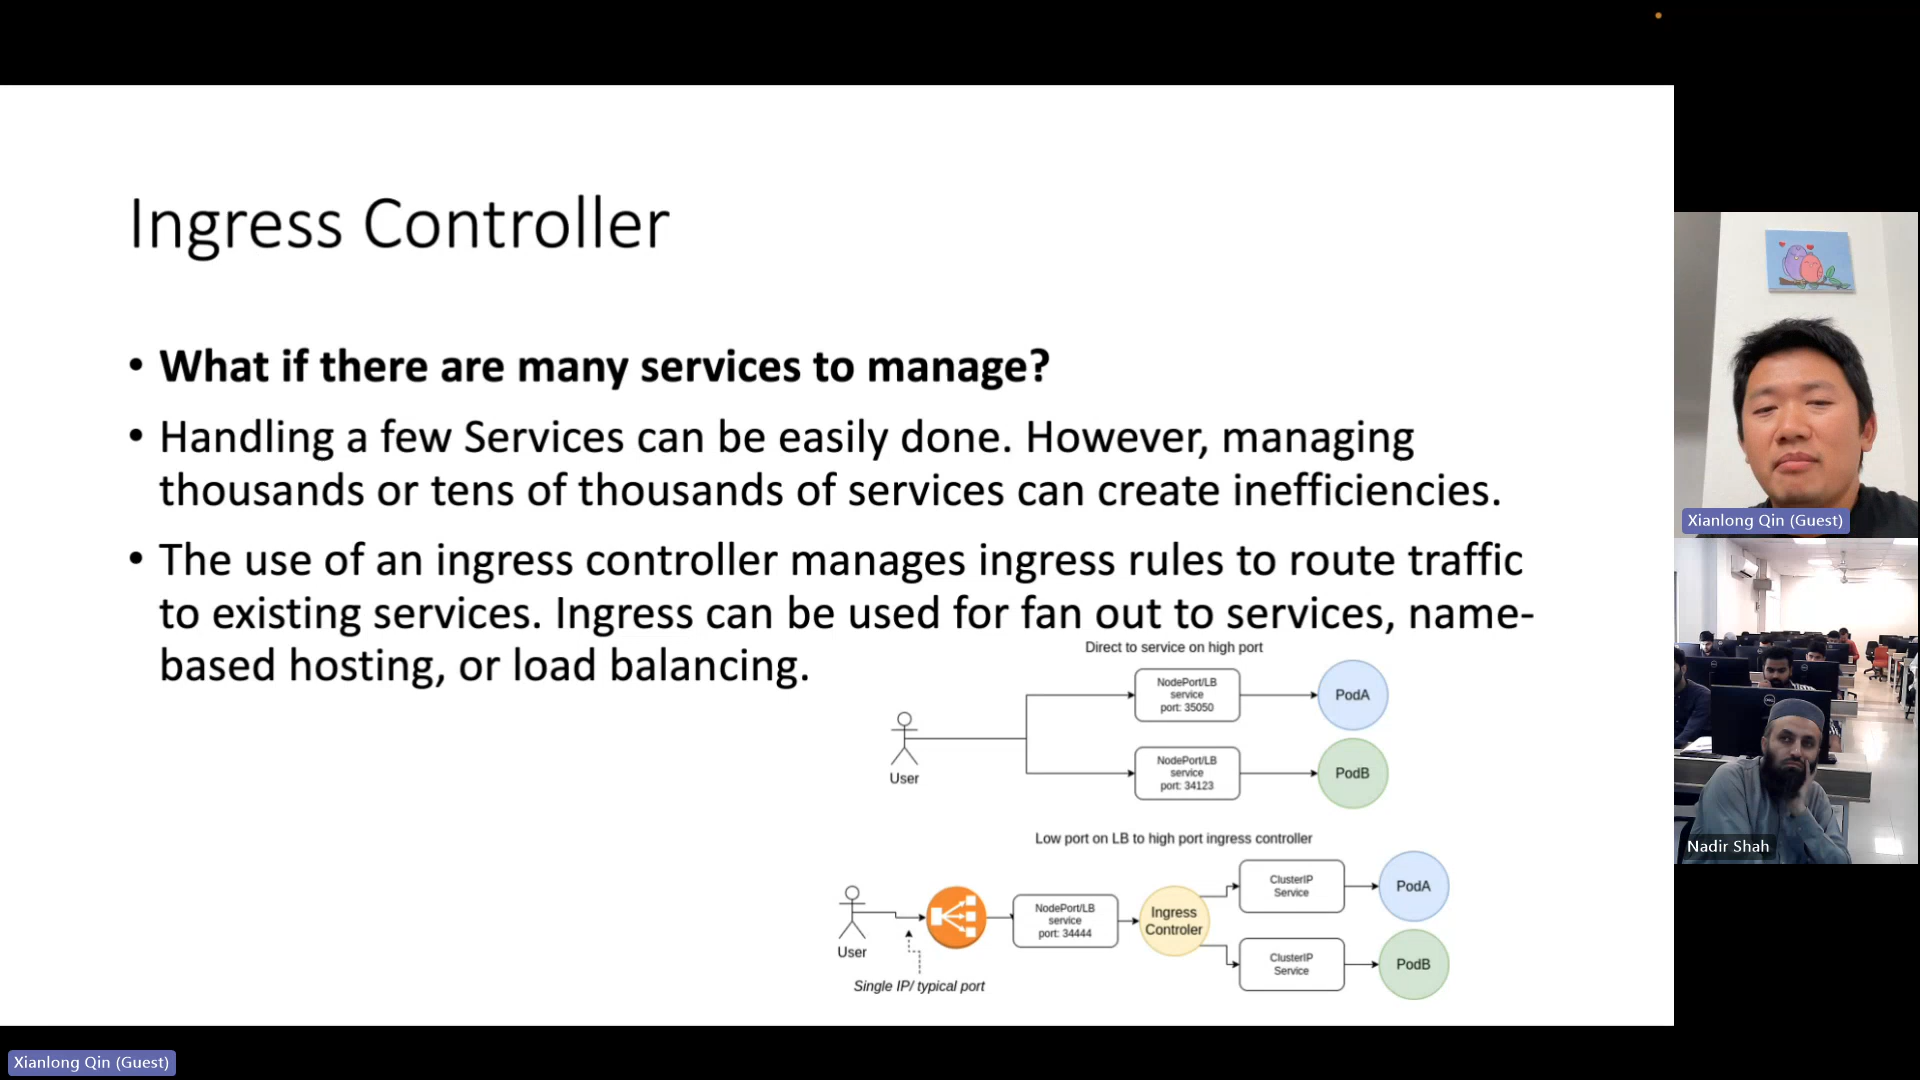 Ingress Controller
• What if there are many services to manage?
• Handling a few Services can be easily done. However, managing
thousands or tens of thousands of services can create inefficiencies.
• The use of an ingress controller manages ingress rules to route traffic
to existing services. Ingress can be used for fan out to services, name-
based hosting, or load balancing.
Direct to service on high port
User
NodePort/LB
service
port: 35050
PodA
NodePort/LB
service
port: 34123
PodB
Low port on LB to high port ingress controller
User
Single IP/ typical port
NodePort/LB
service
port: 34444
Ingress
Controler
ClusterIP
Service
PodA
ClusterIP
Service
PodB
Xianlong Qin (Guest)
Nadir Shah
Xianlong Qin (Guest)